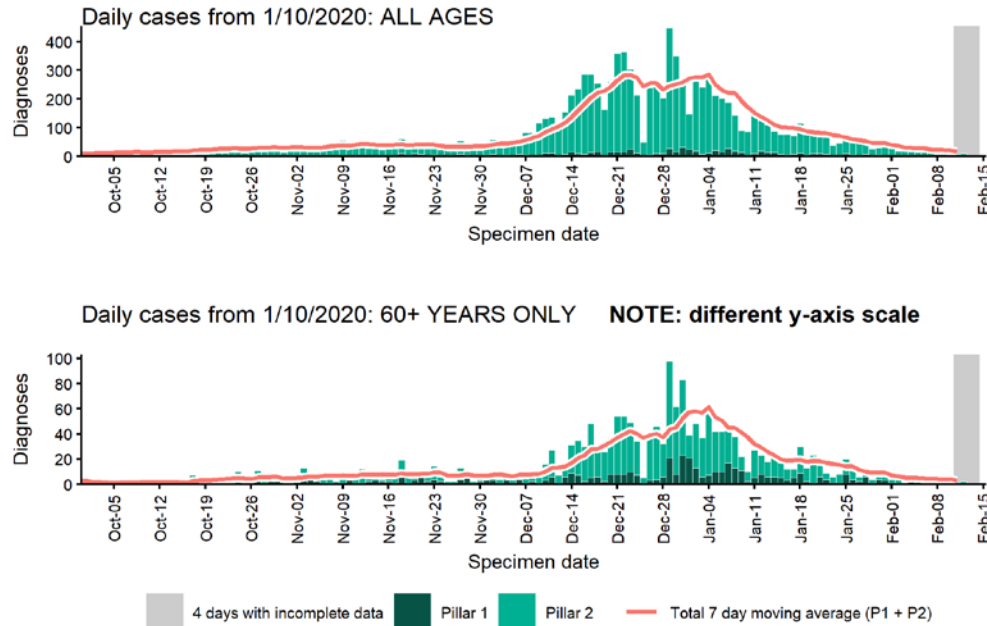 Daily cases from 1/10/2020: ALL AGES
Diagnoses
400
300
200
100
0
Oct-05 Oct-12 Oct-19 Oct-26 Nov-02 Nov-09 Nov-16 Nov-23 Nov-30 Dec-07 Dec-14 Dec-21 Dec-28 Jan-04 Jan-11 Jan-18 Jan-25 Feb-01 Feb-08 Feb-15
Specimen date
Daily cases from 1/10/2020: 60+ YEARS ONLY NOTE: different y-axis scale
Diagnoses
100
80
60
40
20
0
Oct-05 Oct-12 Oct-19 Oct-26 Nov-02 Nov-09 Nov-16 Nov-23 Nov-30 Dec-07 Dec-14 Dec-21 Dec-28 Jan-04 Jan-11 Jan-18 Jan-25 Feb-01 Feb-08 Feb-15
Specimen date
4 days with incomplete data Pillar 1 Pillar 2 Total 7 day moving average (P1 + P2)